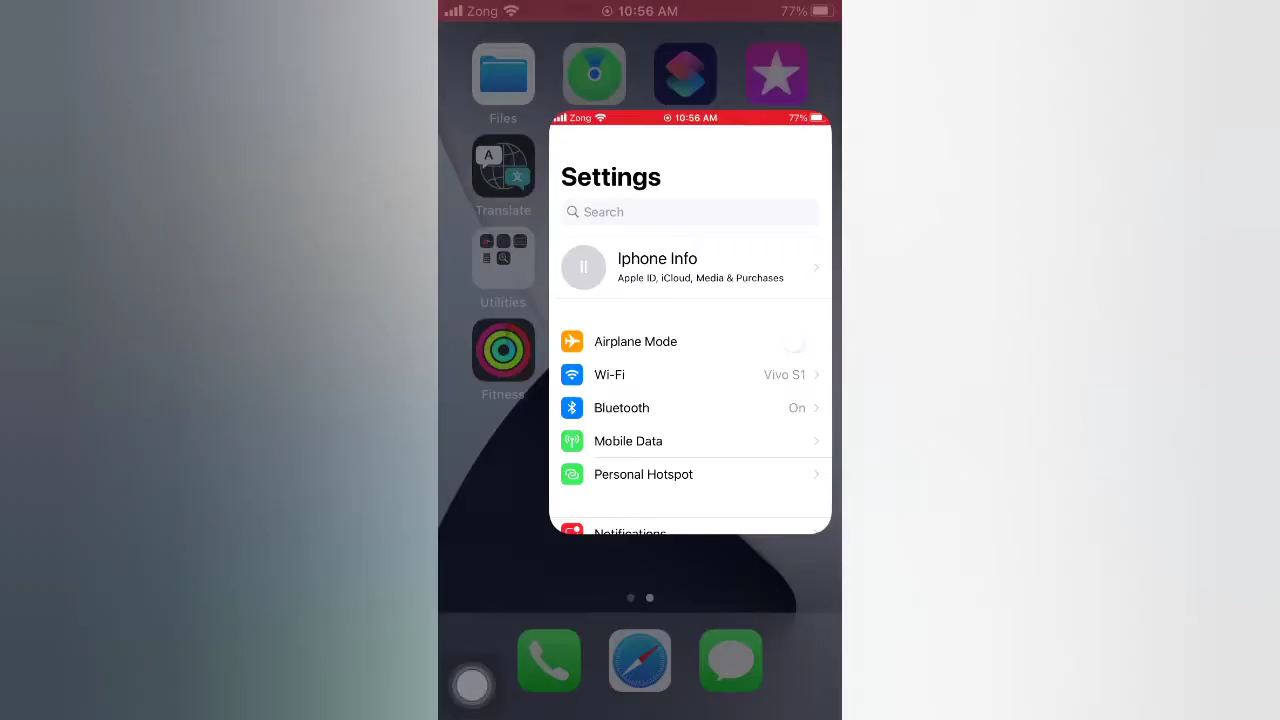 Zong 10:56 AM 77%
Files
Translate
Utilities
Fitness
Zong 10:56 AM 77%
Settings
Search
II
Iphone Info
Apple ID, iCloud, Media & Purchases
Airplane Mode
Wi-Fi Vivo S1
Bluetooth On
Mobile Data
Personal Hotspot
Notifications